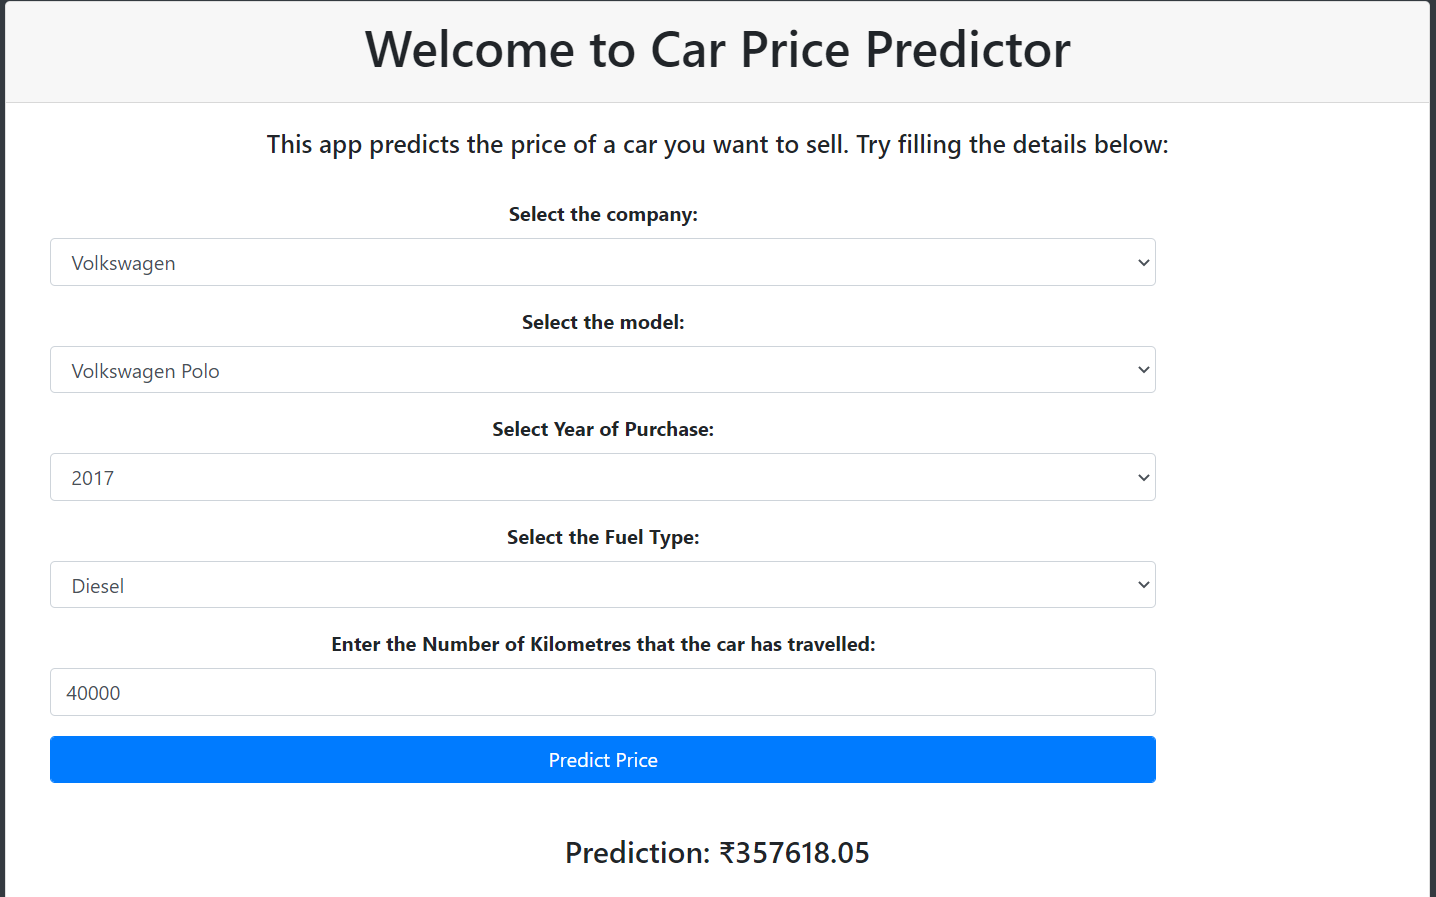 Welcome to Car Price Predictor
This app predicts the price of a car you want to sell. Try filling the details below:
Select the company:
Volkswagen
Select the model:
Volkswagen Polo
Select Year of Purchase:
2017
Select the Fuel Type:
Diesel
Enter the Number of Kilometres that the car has travelled:
40000
Predict Price
Prediction: ₹357618.05